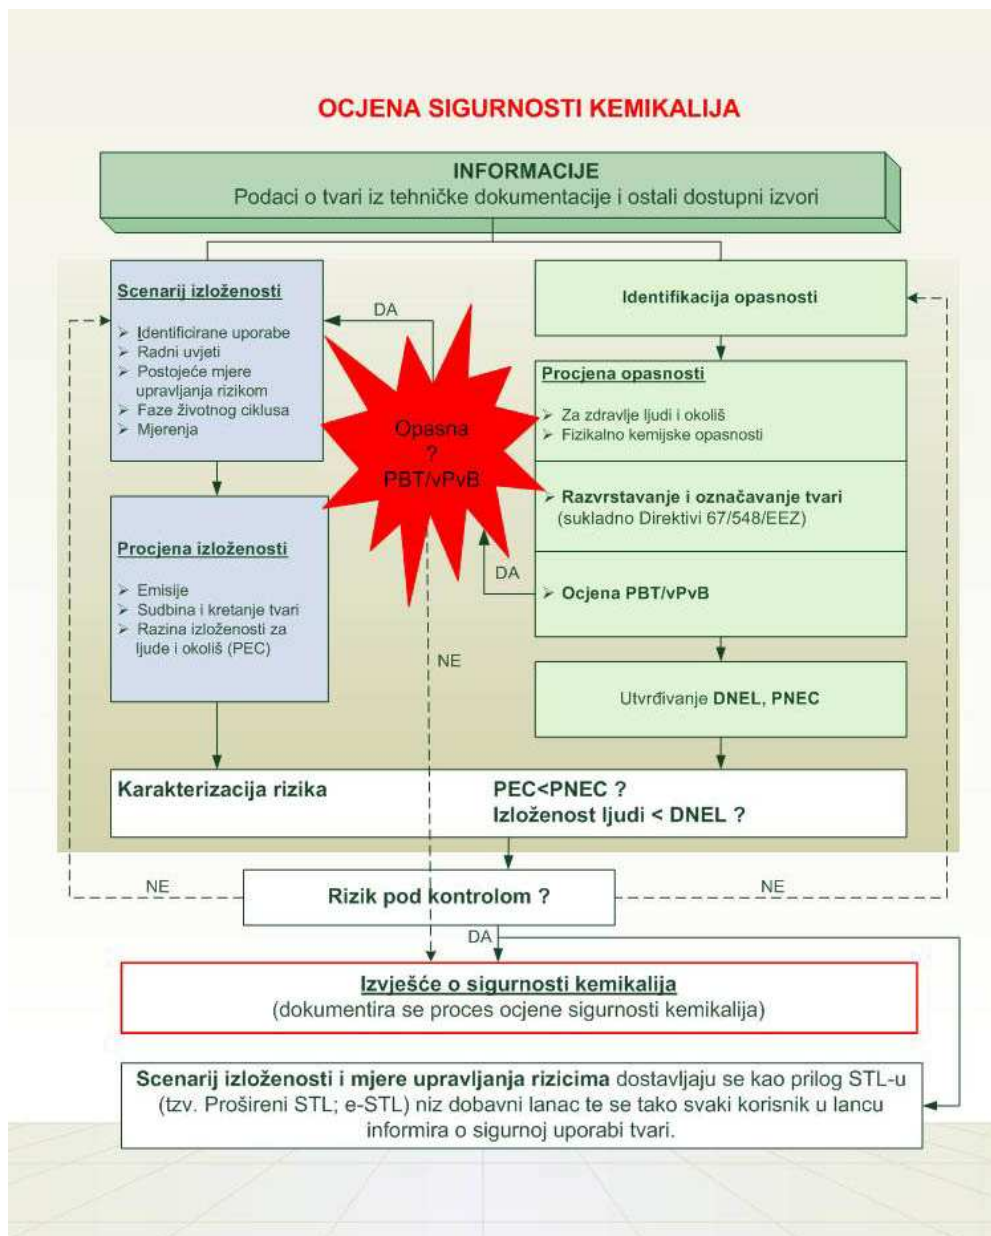 OCJENA SIGURNOSTI KEMIKALIJA
INFORMACIJE
Podaci o tvari iz tehničke dokumentacije i ostali dostupni izvori
Scenarij izloženosti
Identificirane uporabe
Radni uvjeti
Postojeće mjere
upravljanja rizikom
Faze životnog ciklusa
Mjerenja
DA
Opasna
?
PBT/vPvB
Identifikacija opasnosti
Procjena opasnosti
Za zdravlje ljudi i okoliš
Fizikalno kemijske opasnosti
Razvrstavanje i označavanje tvari
(sukladno Direktivi 67/548/EEZ)
DA
Ocjena PBT/vPvB
Procjena izloženosti
Emisije
Sudbina i kretanje tvari
Razina izloženosti za
ljude i okoliš (PEC)
NE
Utvrđivanje DNEL, PNEC
Karakterizacija rizika PEC<PNEC ?
Izloženost ljudi < DNEL ?
NE
Rizik pod kontrolom ?
NE
DA
Izvješće o sigurnosti kemikalija
(dokumentira se proces ocjene sigurnosti kemikalija)
Scenarij izloženosti i mjere upravljanja rizicima dostavljaju se kao prilog STL-u
(tzv. Prošireni STL; e-STL) niz dobavni lanac te se tako svaki korisnik u lancu
informira o sigurnoj uporabi tvari.